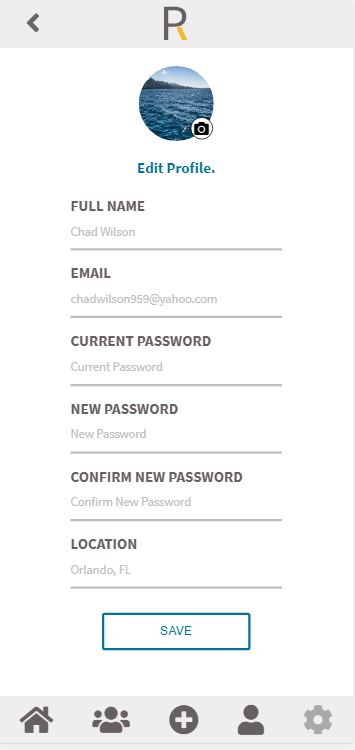 R
Edit Profile.
FULL NAME
Chad Wilson
EMAIL
chadwilson959@yahoo.com
CURRENT PASSWORD
Current Password
NEW PASSWORD
New Password
CONFIRM NEW PASSWORD
Confirm New Password
LOCATION
Orlando, FL
SAVE